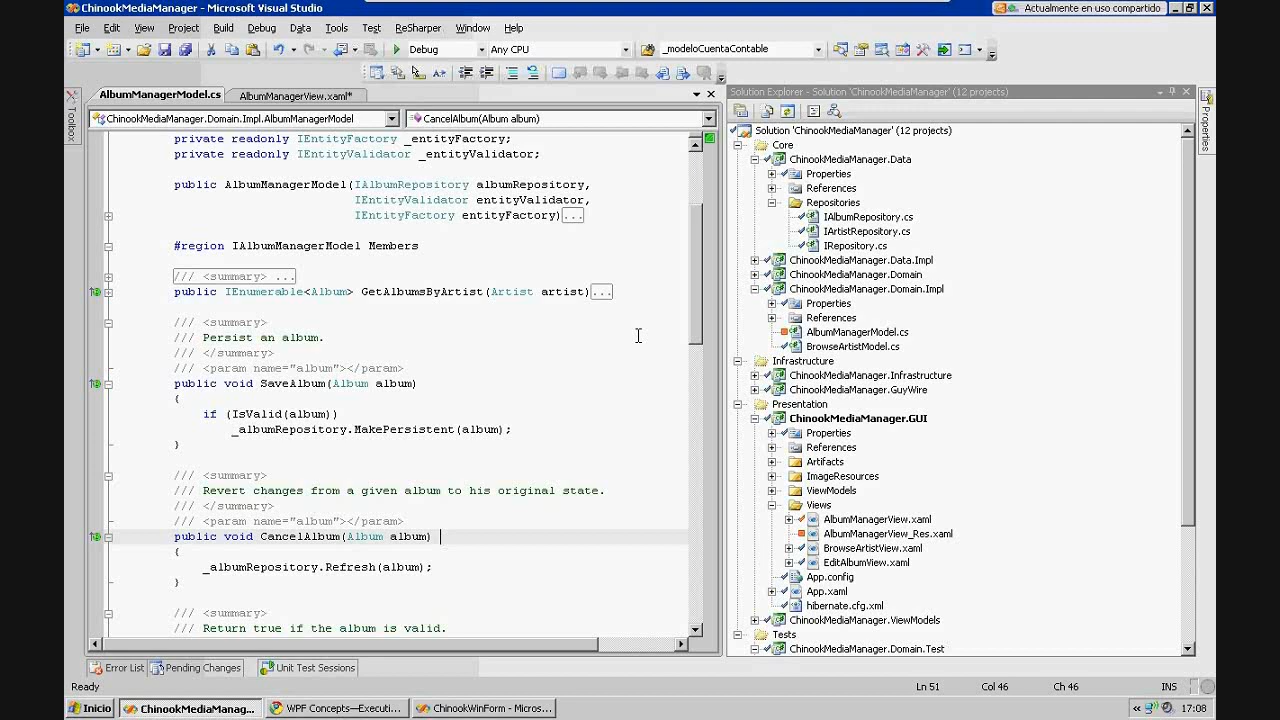 ChinookMediaManager - Microsoft Visual Studio
Actualmente en uso compartido
File Edit View Project Build Debug Data Tools Test ReSharper Window Help
Debug Any CPU _modeloCuentaContable
AlbumManagerModel.cs AlbumManagerView.xaml*
ChinookMediaManager.Domain.Impl.AlbumManagerModel CancelAlbum(Album album)
Toolbox
private readonly IEntityFactory _entityFactory;
private readonly IEntityValidator _entityValidator;
public AlbumManagerModel(IAlbumRepository albumRepository,
IEntityValidator entityValidator,
IEntityFactory entityFactory)...
#region IAlbumManagerModel Members
/// <summary> ...
public IEnumerable<Album> GetAlbumsByArtist(Artist artist)...
/// <summary>
/// Persist an album.
/// </summary>
/// <param name="album"></param>
public void SaveAlbum(Album album)
{
if (IsValid(album))
_albumRepository.MakePersistent(album);
}
/// <summary>
/// Revert changes from a given album to his original state.
/// </summary>
/// <param name="album"></param>
public void CancelAlbum(Album album)
{
_albumRepository.Refresh(album);
}
/// <summary>
/// Return true if the album is valid.
Solution Explorer - Solution 'ChinookMediaManager' (12 projects)
Solution 'ChinookMediaManager' (12 projects)
Core
ChinookMediaManager.Data
Properties
References
Repositories
IAlbumRepository.cs
IArtistRepository.cs
IRepository.cs
ChinookMediaManager.Data.Impl
ChinookMediaManager.Domain
ChinookMediaManager.Domain.Impl
Properties
References
AlbumManagerModel.cs
BrowseArtistModel.cs
Infrastructure
ChinookMediaManager.Infrastructure
ChinookMediaManager.GuyWire
Presentation
ChinookMediaManager.GUI
Properties
References
Artifacts
ImageResources
ViewModels
Views
AlbumManagerView.xaml
AlbumManagerView_Res.xaml
BrowseArtistView.xaml
EditAlbumView.xaml
App.config
App.xaml
hibernate.cfg.xml
ChinookMediaManager.ViewModels
Tests
ChinookMediaManager.Domain.Test
Properties
Error List Pending Changes Unit Test Sessions
Ready Ln 51 Col 46 Ch 46 INS
Inicio ChinookMediaManag... WPF Concepts—Executi... ChinookWinForm - Micros... « 17:08